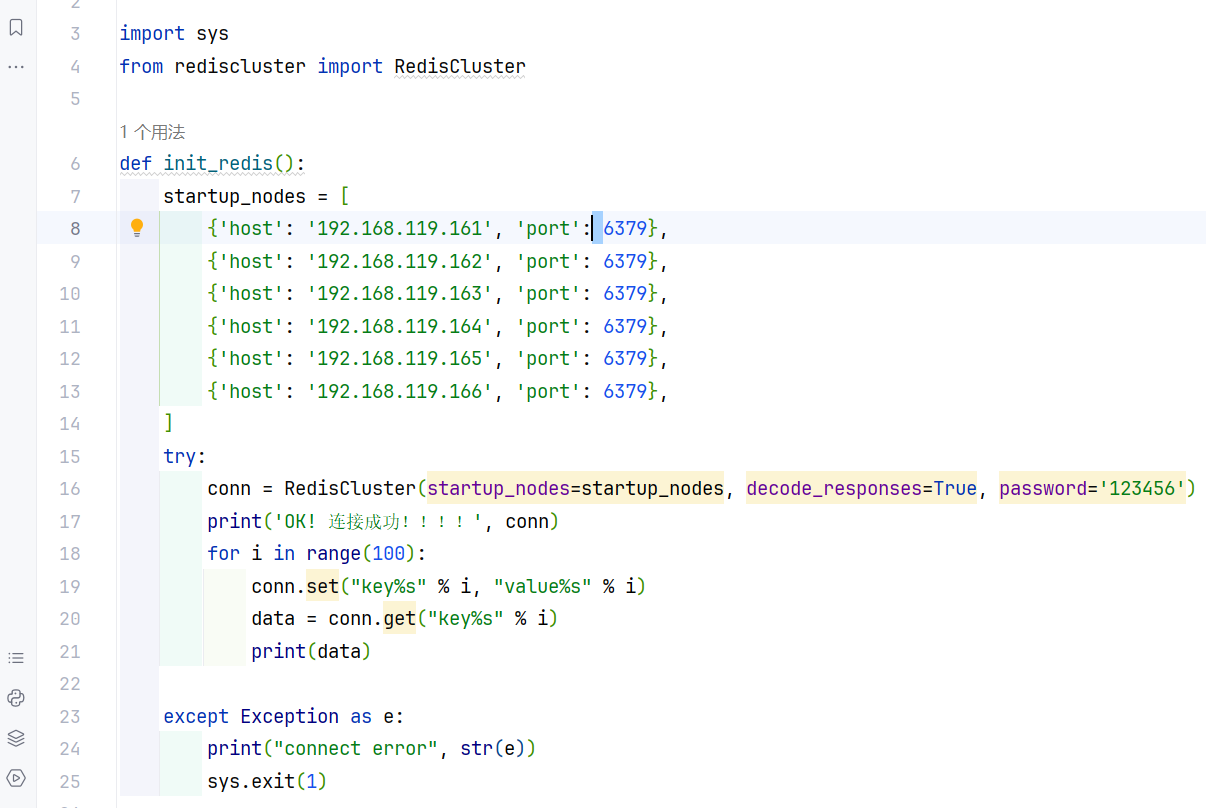 2
3 import sys
4 from rediscluster import RedisCluster
5
1 个用法
6 def init_redis():
7     startup_nodes = [
8         {'host': '192.168.119.161', 'port': 6379},
9         {'host': '192.168.119.162', 'port': 6379},
10         {'host': '192.168.119.163', 'port': 6379},
11         {'host': '192.168.119.164', 'port': 6379},
12         {'host': '192.168.119.165', 'port': 6379},
13         {'host': '192.168.119.166', 'port': 6379},
14     ]
15     try:
16         conn = RedisCluster(startup_nodes=startup_nodes, decode_responses=True, password='123456')
17         print('OK! 连接成功！！！！', conn)
18         for i in range(100):
19             conn.set("key%s" % i, "value%s" % i)
20             data = conn.get("key%s" % i)
21             print(data)
22
23     except Exception as e:
24         print("connect error", str(e))
25         sys.exit(1)